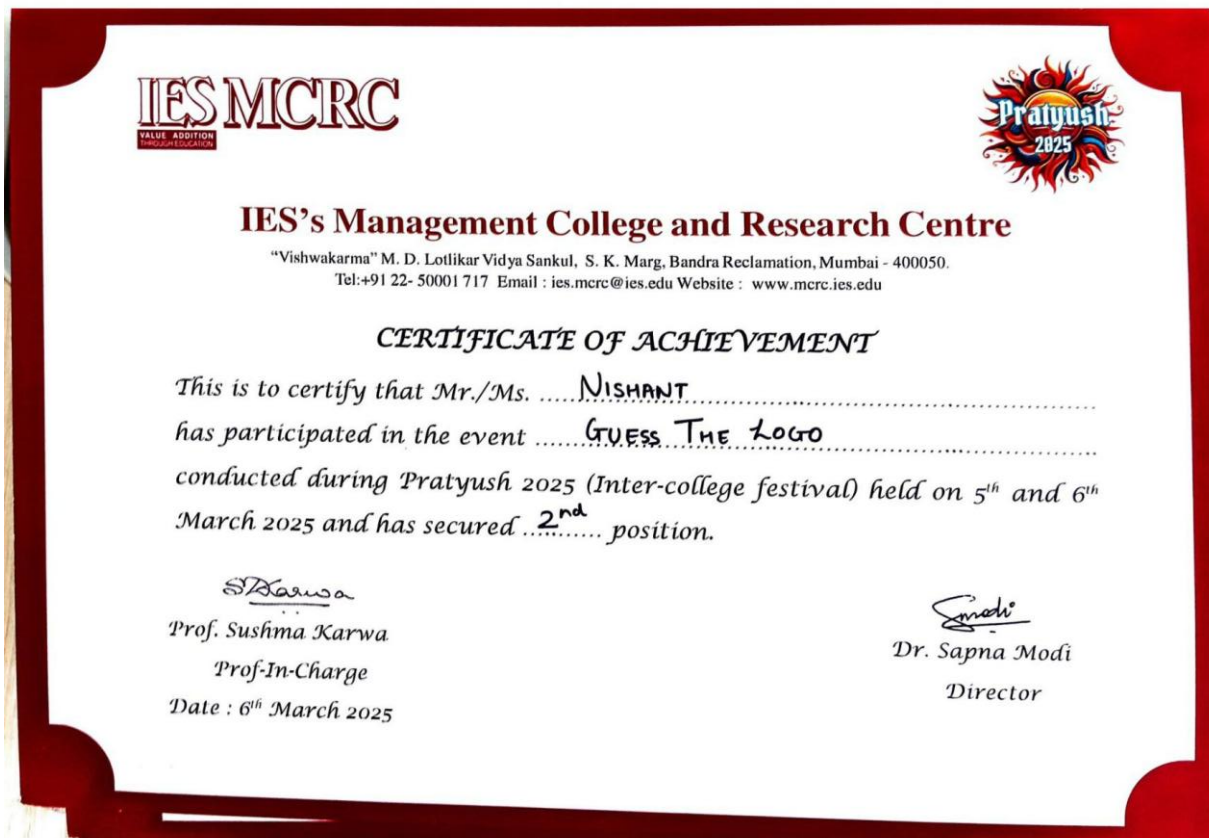 IES MCRC
VALUE ADDITION
THROUGH EDUCATION
Pratyush
2025
IES's Management College and Research Centre
"Vishwakarma" M. D. Lotlikar Vidya Sankul, S. K. Marg, Bandra Reclamation, Mumbai - 400050.
Tel:+91 22- 50001 717 Email : ies.mcrc@ies.edu Website : www.mcrc.ies.edu
CERTIFICATE OF ACHIEVEMENT
This is to certify that Mr./Ms. ..... NISHANT
has participated in the event ...... GUESS THE LOGO
conducted during Pratyush 2025 (Inter-college festival) held on 5th and 6th
March 2025 and has secured 2nd position.
SKarwa
Prof. Sushma Karwa
Prof-In-Charge
Date : 6th March 2025
Smodi
Dr. Sapna Modi
Director